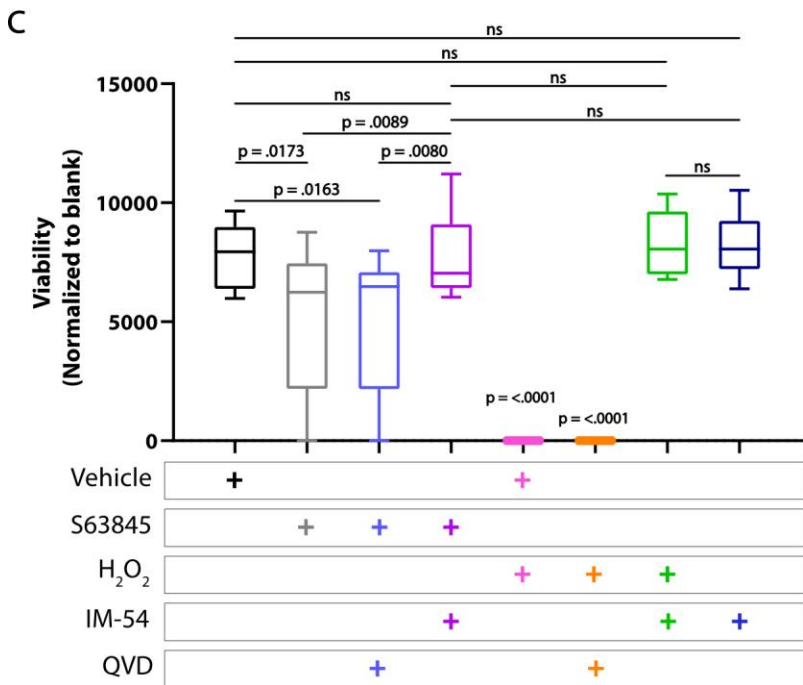 C
ns
ns
ns
15000
ns
p = .0089
ns
p = .0173
p = .0080
ns
p = .0163
10000
Viability
(Normalized to blank)
5000
p = <.0001
p = <.0001
0
Vehicle + +
S63845 + + +
H₂O₂ + + +
IM-54 + + +
QVD + +